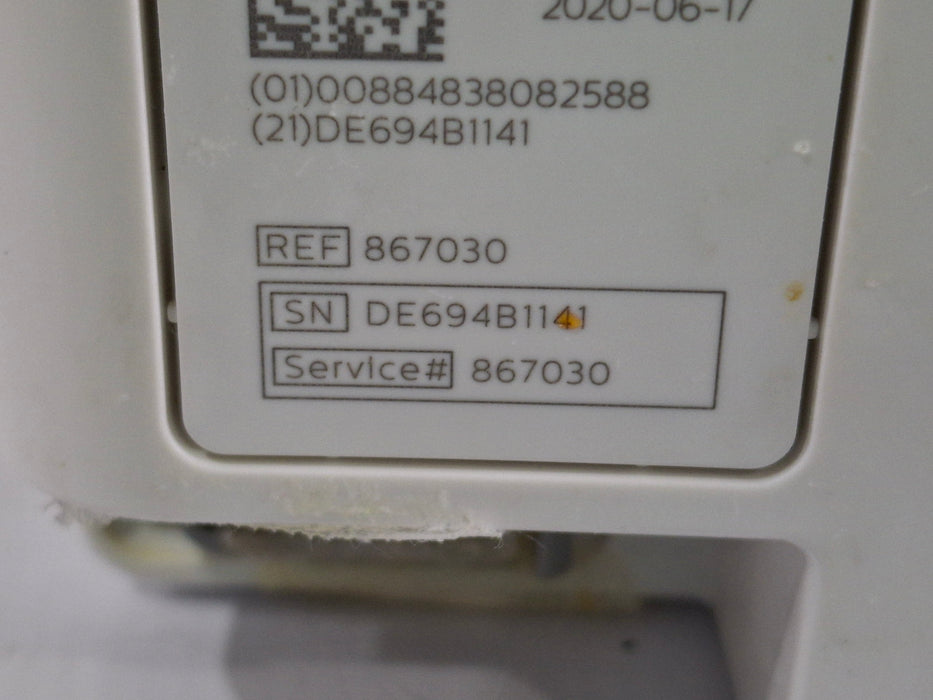 2020-06-17
(01)00884838082588
(21)DE694B1141
REF 867030
SN DE694B1141
Service# 867030